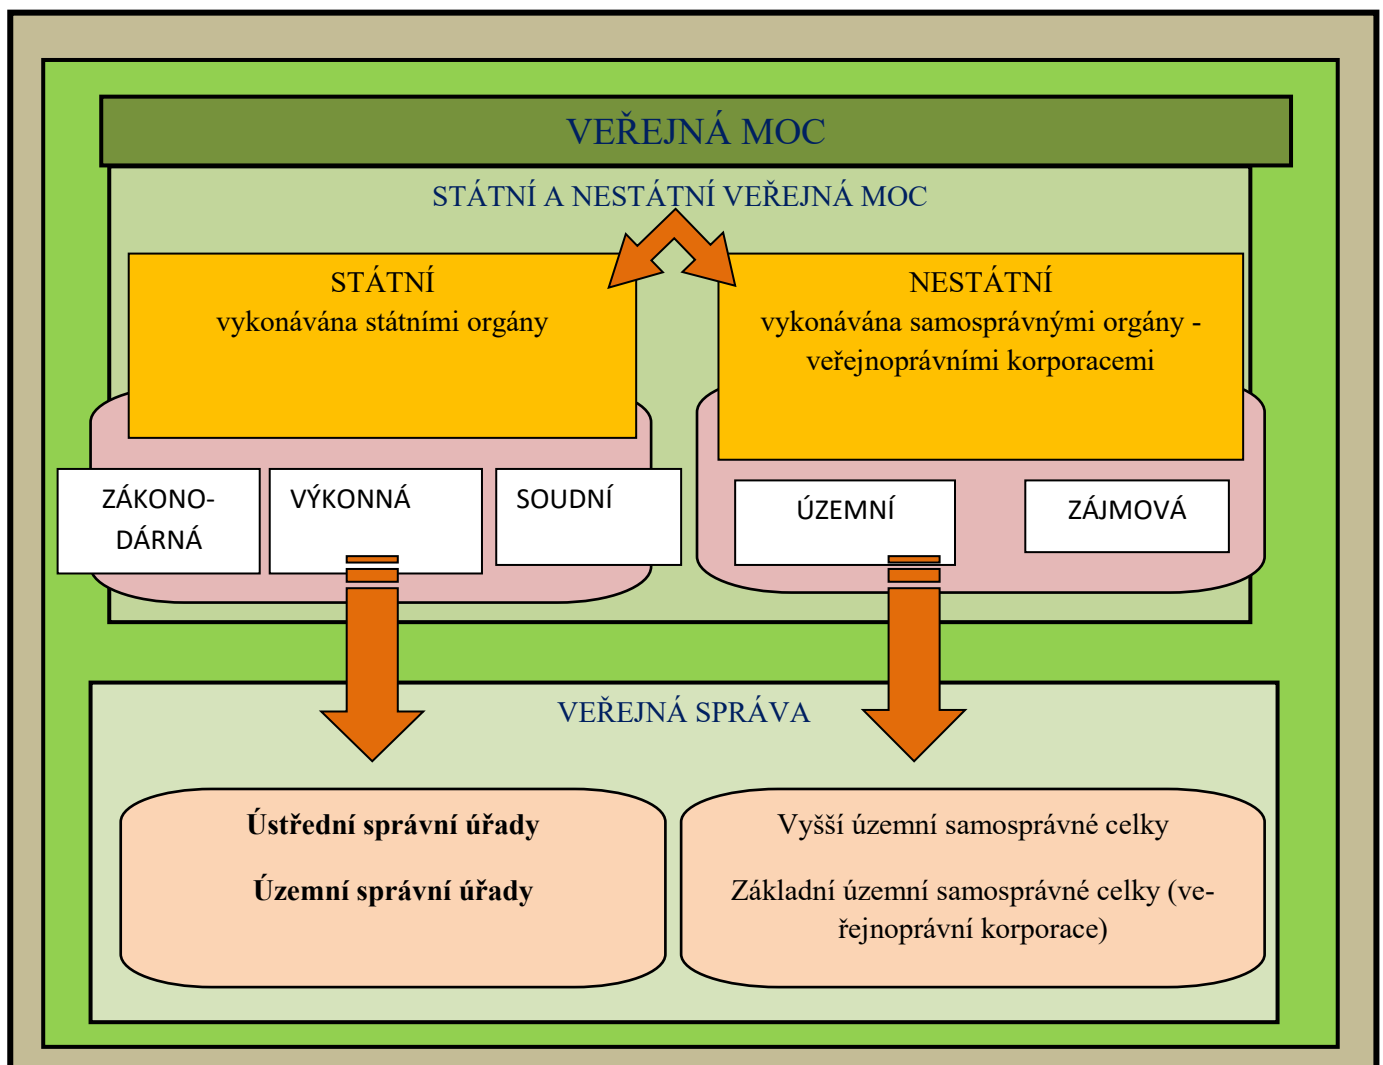 VEŘEJNÁ MOC
STÁTNÍ A NESTÁTNÍ VEŘEJNÁ MOC
STÁTNÍ
vykonávána státními orgány
NESTÁTNÍ
vykonávána samosprávnými orgány -
veřejnoprávními korporacemi
ZÁKONO-
DÁRNÁ
VÝKONNÁ
SOUDNÍ
ÚZEMNÍ
ZÁJMOVÁ
VEŘEJNÁ SPRÁVA
Ústřední správní úřady
Územní správní úřady
Vyšší územní samosprávné celky
Základní územní samosprávné celky (ve-
řejnoprávní korporace)